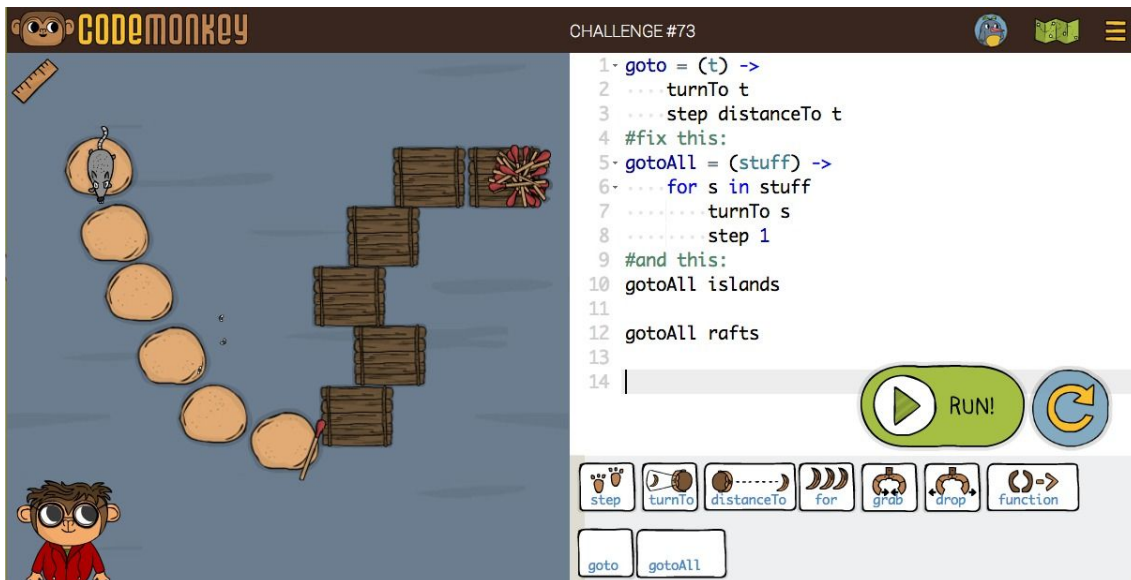 CODEMONKEY
CHALLENGE #73
1 goto = (t) ->
2 turnTo t
3 step distanceTo t
4 #fix this:
5 gotoAll = (stuff) ->
6 for s in stuff
7 turnTo s
8 step 1
9 #and this:
10 gotoAll islands
11
12 gotoAll rafts
13
14
RUN!
step turnTo distanceTo for grab drop function
goto gotoAll